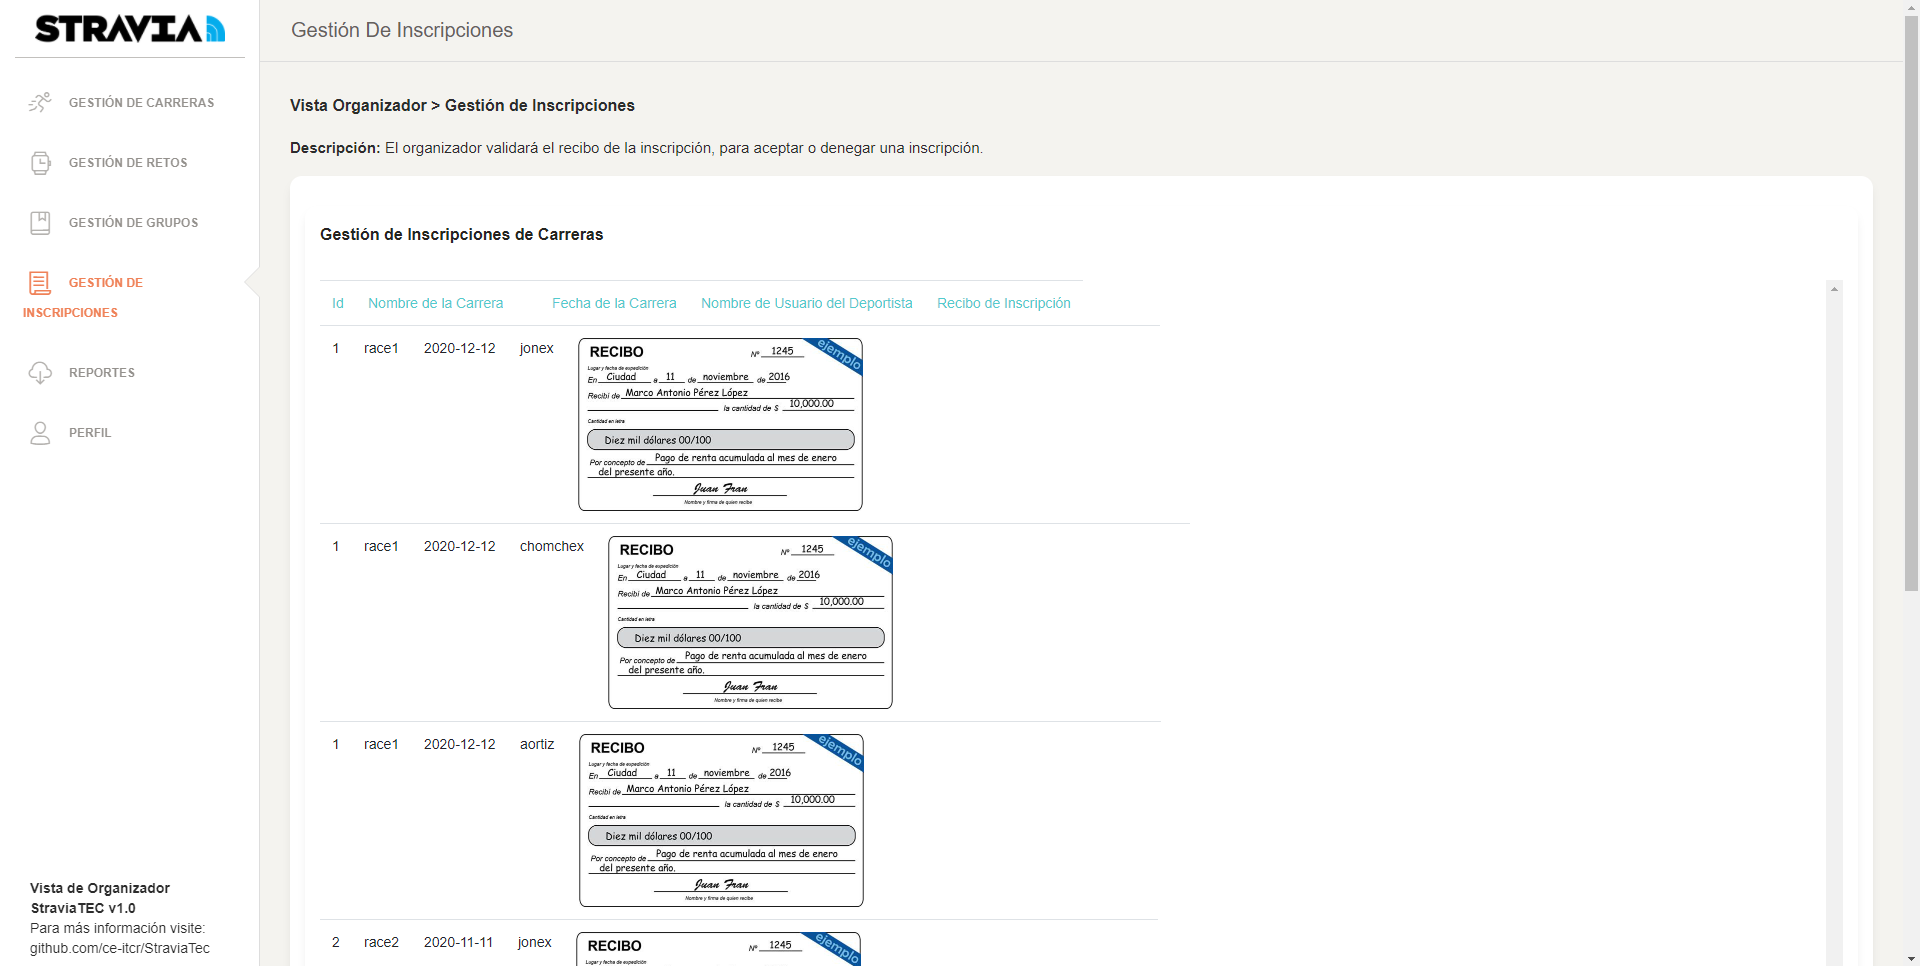 STRAVIA
Gestión De Inscripciones
GESTIÓN DE CARRERAS
GESTIÓN DE RETOS
GESTIÓN DE GRUPOS
GESTIÓN DE
INSCRIPCIONES
REPORTES
PERFIL
Vista de Organizador
StraviaTEC v1.0
Para más información visite:
github.com/ce-itcr/StraviaTec
Vista Organizador > Gestión de Inscripciones
Descripción: El organizador validará el recibo de la inscripción, para aceptar o denegar una inscripción.
Gestión de Inscripciones de Carreras
Id Nombre de la Carrera Fecha de la Carrera Nombre de Usuario del Deportista Recibo de Inscripción
1 race1 2020-12-12 jonex
RECIBO Nº 1245 ejemplo
Lugar y fecha de expedición
En Ciudad a 11 de noviembre de 2016
Recibí de Marco Antonio Pérez López
la cantidad de $ 10,000.00
Cantidad en letra
Diez mil dólares 00/100
Por concepto de Pago de renta acumulada al mes de enero
del presente año.
Juan Fran
Nombre y firma de quien recibe
1 race1 2020-12-12 chomchex
RECIBO Nº 1245 ejemplo
Lugar y fecha de expedición
En Ciudad a 11 de noviembre de 2016
Recibí de Marco Antonio Pérez López
la cantidad de $ 10,000.00
Cantidad en letra
Diez mil dólares 00/100
Por concepto de Pago de renta acumulada al mes de enero
del presente año.
Juan Fran
Nombre y firma de quien recibe
1 race1 2020-12-12 aortiz
RECIBO Nº 1245 ejemplo
Lugar y fecha de expedición
En Ciudad a 11 de noviembre de 2016
Recibí de Marco Antonio Pérez López
la cantidad de $ 10,000.00
Cantidad en letra
Diez mil dólares 00/100
Por concepto de Pago de renta acumulada al mes de enero
del presente año.
Juan Fran
Nombre y firma de quien recibe
2 race2 2020-11-11 jonex
RECIBO Nº 1245 ejemplo
Lugar y fecha de expedición